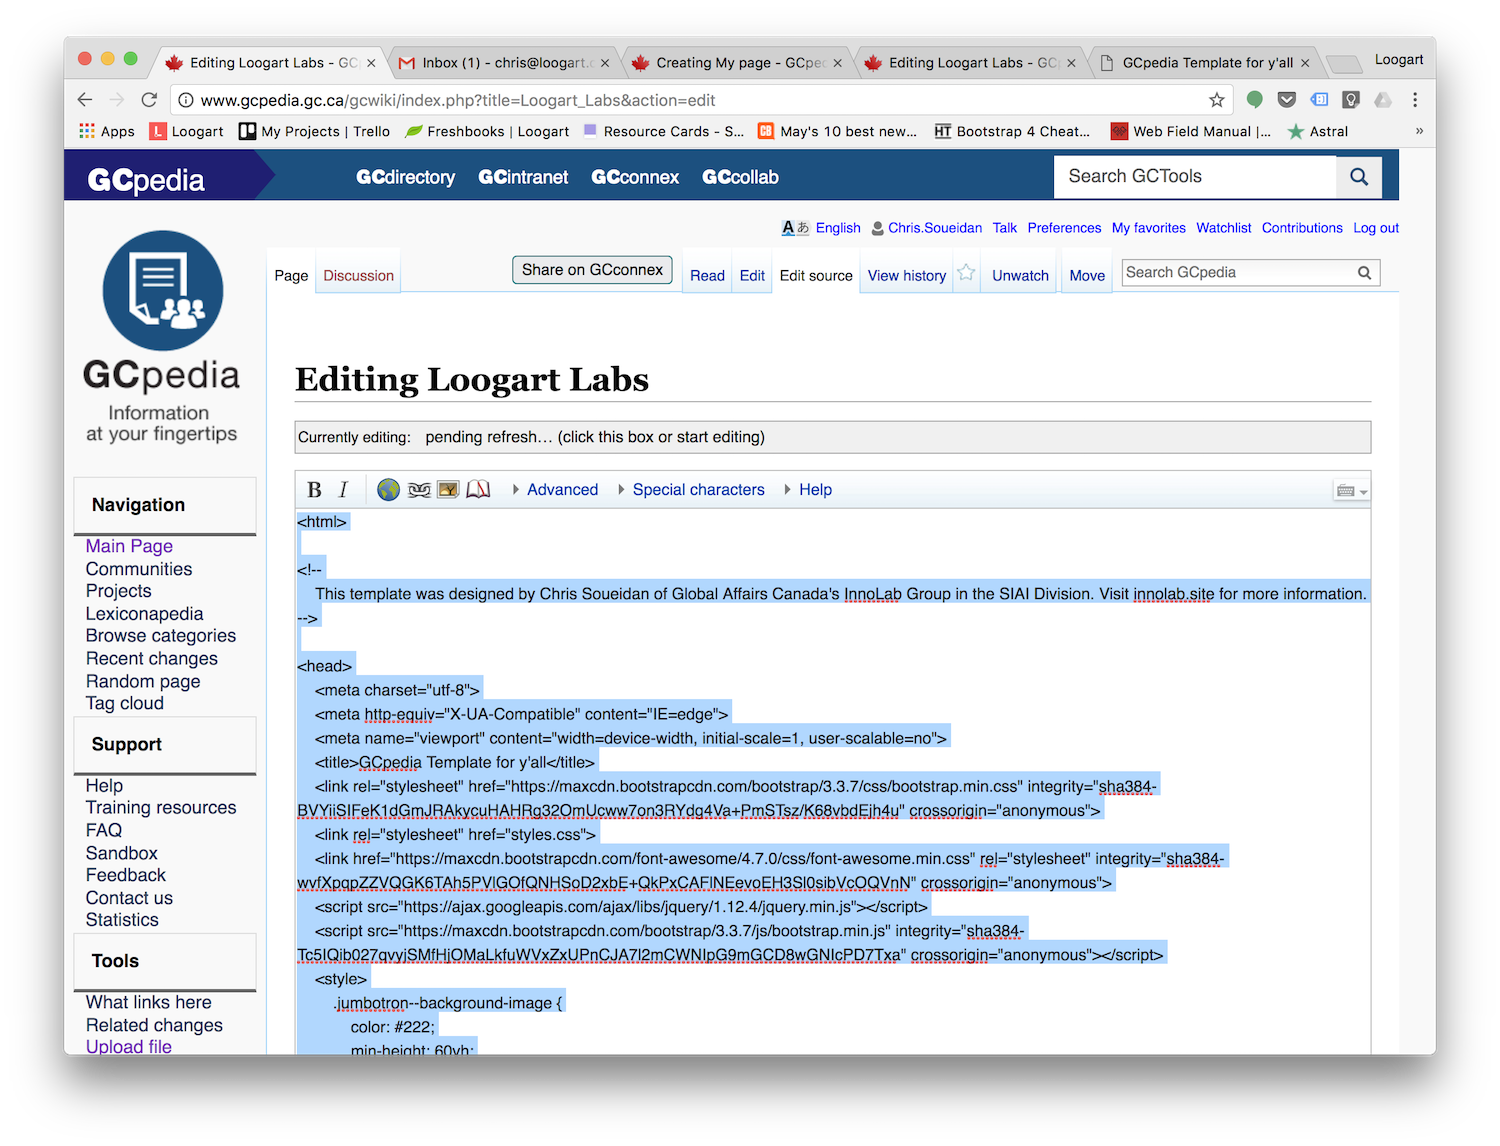 Editing Loogart Labs - GC
Inbox (1) - chris@loogart.
Creating My page - GCpec
Editing Loogart Labs - GC
GCpedia Template for y'all
Loogart
www.gcpedia.gc.ca/gcwiki/index.php?title=Loogart_Labs&action=edit
Apps
Loogart
My Projects | Trello
Freshbooks | Loogart
Resource Cards - S...
May's 10 best new...
Bootstrap 4 Cheat...
Web Field Manual |...
Astral
»
GCpedia
GCdirectory
GCintranet
GCconnex
GCcollab
Search GCTools
English
Chris.Soueidan
Talk
Preferences
My favorites
Watchlist
Contributions
Log out
Page
Discussion
Share on GCconnex
Read
Edit
Edit source
View history
Unwatch
Move
Search GCpedia
GCpedia
Information
at your fingertips
Navigation
Main Page
Communities
Projects
Lexiconapedia
Browse categories
Recent changes
Random page
Tag cloud
Support
Help
Training resources
FAQ
Sandbox
Feedback
Contact us
Statistics
Tools
What links here
Related changes
Upload file
Editing Loogart Labs
Currently editing: pending refresh… (click this box or start editing)
B I
Advanced
Special characters
Help
<html>
<!--
This template was designed by Chris Soueidan of Global Affairs Canada's InnoLab Group in the SIAI Division. Visit innolab.site for more information.
-->
<head>
<meta charset="utf-8">
<meta http-equiv="X-UA-Compatible" content="IE=edge">
<meta name="viewport" content="width=device-width, initial-scale=1, user-scalable=no">
<title>GCpedia Template for y'all</title>
<link rel="stylesheet" href="https://maxcdn.bootstrapcdn.com/bootstrap/3.3.7/css/bootstrap.min.css" integrity="sha384-
BVYiiSIFeK1dGmJRAkycuHAHRg32OmUcww7on3RYdg4Va+PmSTsz/K68vbdEjh4u" crossorigin="anonymous">
<link rel="stylesheet" href="styles.css">
<link href="https://maxcdn.bootstrapcdn.com/font-awesome/4.7.0/css/font-awesome.min.css" rel="stylesheet" integrity="sha384-
wvfXpqpZZVQGK6TAh5PVlGOfQNHSoD2xbE+QkPxCAFlNEevoEH3Sl0sibVcOQVnN" crossorigin="anonymous">
<script src="https://ajax.googleapis.com/ajax/libs/jquery/1.12.4/jquery.min.js"></script>
<script src="https://maxcdn.bootstrapcdn.com/bootstrap/3.3.7/js/bootstrap.min.js" integrity="sha384-
Tc5IQib027qvyjSMfHjOMaLkfuWVxZxUPnCJA7l2mCWNIpG9mGCD8wGNIcPD7Txa" crossorigin="anonymous"></script>
<style>
.jumbotron--background-image {
color: #222;
min-height: 60vh;